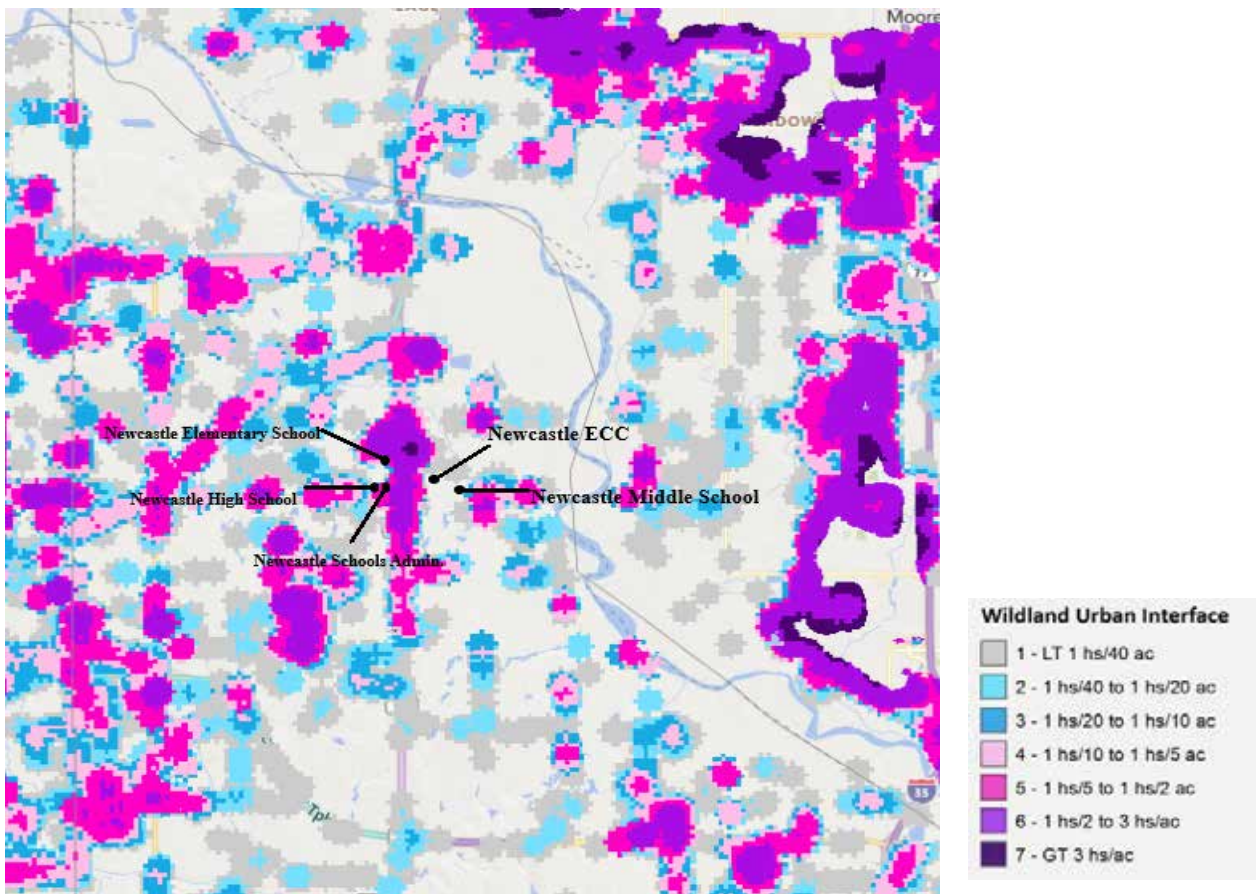 Moore
Newcastle Elementary School
Newcastle ECC
Newcastle High School
Newcastle Middle School
Newcastle Schools Admin.
35
Wildland Urban Interface
1 - LT 1 hs/40 ac
2 - 1 hs/40 to 1 hs/20 ac
3 - 1 hs/20 to 1 hs/10 ac
4 - 1 hs/10 to 1 hs/5 ac
5 - 1 hs/5 to 1 hs/2 ac
6 - 1 hs/2 to 3 hs/ac
7 - GT 3 hs/ac